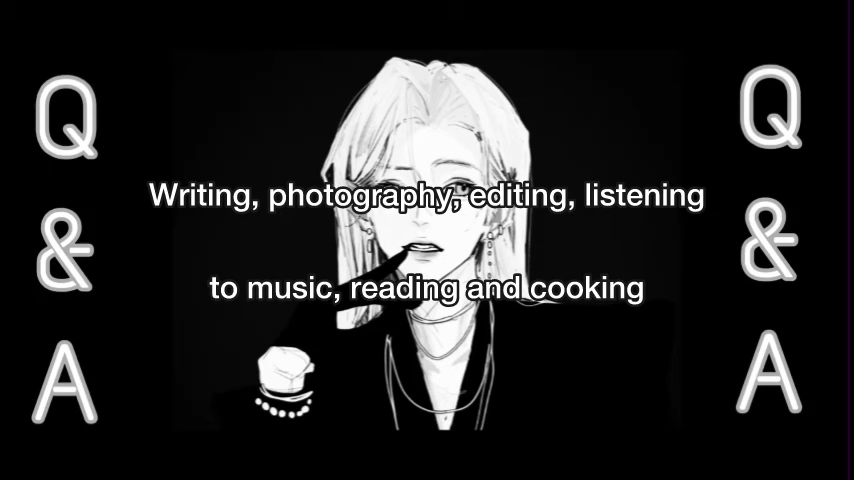 Q & A
Writing, photography, editing, listening
to music, reading and cooking
Q & A